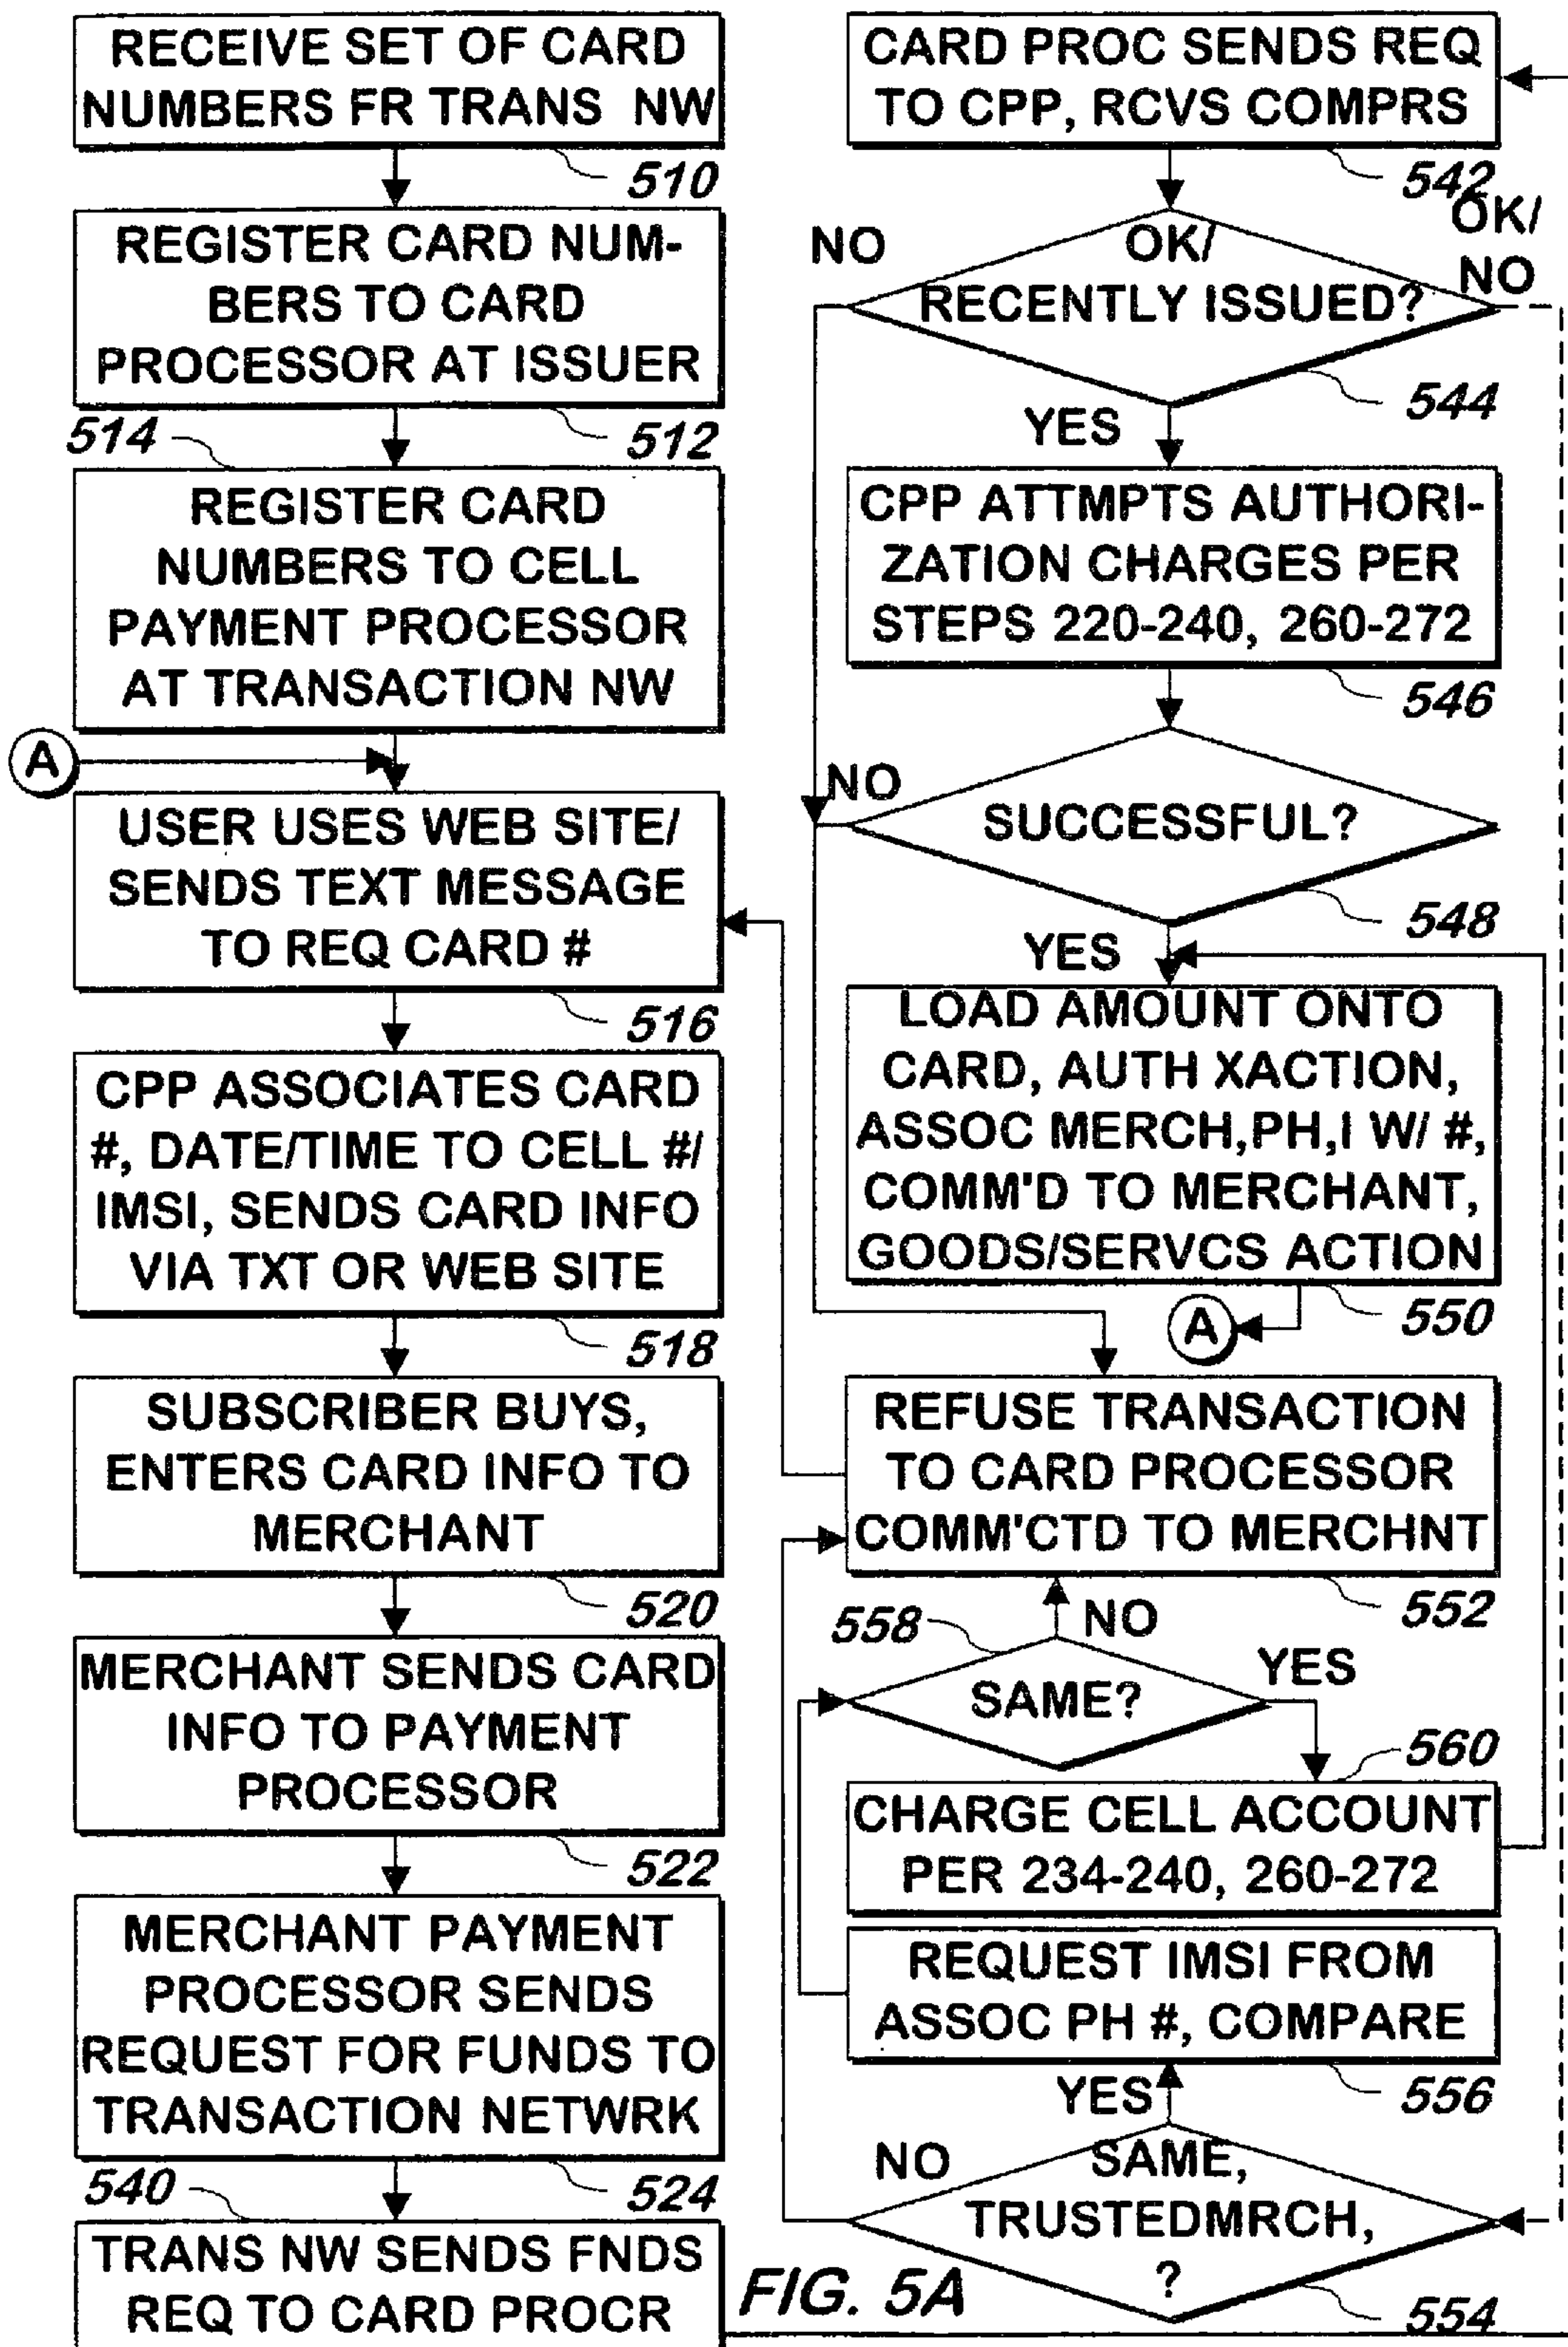 RECEIVE SET OF CARD
NUMBERS FR TRANS NW
510
REGISTER CARD NUM-
BERS TO CARD
PROCESSOR AT ISSUER
512
514
REGISTER CARD
NUMBERS TO CELL
PAYMENT PROCESSOR
AT TRANSACTION NW
A
USER USES WEB SITE/
SENDS TEXT MESSAGE
TO REQ CARD #
516
CPP ASSOCIATES CARD
#, DATE/TIME TO CELL #/
IMSI, SENDS CARD INFO
VIA TXT OR WEB SITE
518
SUBSCRIBER BUYS,
ENTERS CARD INFO TO
MERCHANT
520
MERCHANT SENDS CARD
INFO TO PAYMENT
PROCESSOR
522
MERCHANT PAYMENT
PROCESSOR SENDS
REQUEST FOR FUNDS TO
TRANSACTION NETWRK
524
540
TRANS NW SENDS FNDS
REQ TO CARD PROCR
CARD PROC SENDS REQ
TO CPP, RCVS COMPRS
542
NO
OK/
RECENTLY ISSUED?
OK/
NO
544
YES
CPP ATTMPTS AUTHORI-
ZATION CHARGES PER
STEPS 220-240, 260-272
546
NO
SUCCESSFUL?
548
YES
LOAD AMOUNT ONTO
CARD, AUTH XACTION,
ASSOC MERCH,PH,I W/ #,
COMM'D TO MERCHANT,
GOODS/SERVCS ACTION
550
A
REFUSE TRANSACTION
TO CARD PROCESSOR
COMM'CTD TO MERCHNT
552
558
NO
SAME?
YES
560
CHARGE CELL ACCOUNT
PER 234-240, 260-272
REQUEST IMSI FROM
ASSOC PH #, COMPARE
556
YES
NO
SAME,
TRUSTEDMRCH,
?
554
FIG. 5A